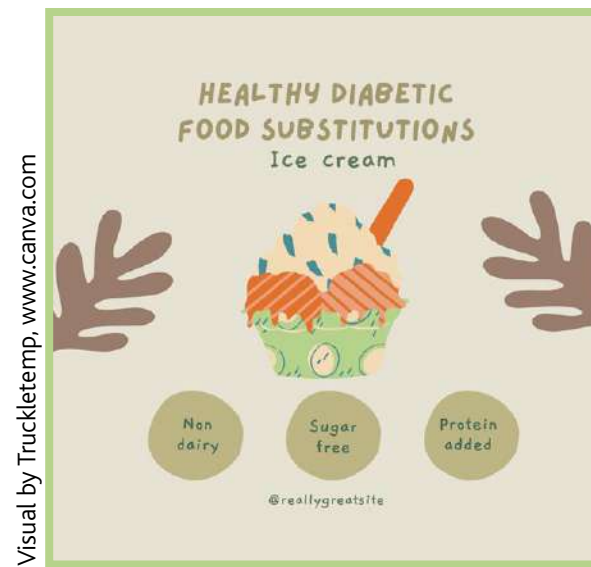 HEALTHY DIABETIC
FOOD SUBSTITUTIONS
Ice cream
Non
dairy
Sugar
free
Protein
added
@reallygreatsite
Visual by Truckletemp, www.canva.com